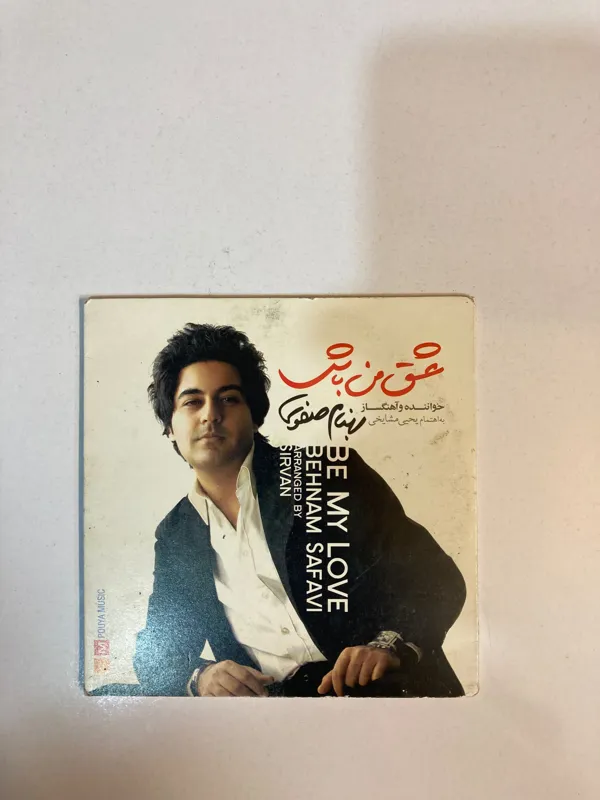 عشق من باش
خواننده و آهنگساز
بهنام صفوی
به اهتمام یحیی مشایخی
BE MY LOVE
BEHNAM SAFAVI
ARRANGED BY
SIRVAN
POUYA MUSIC